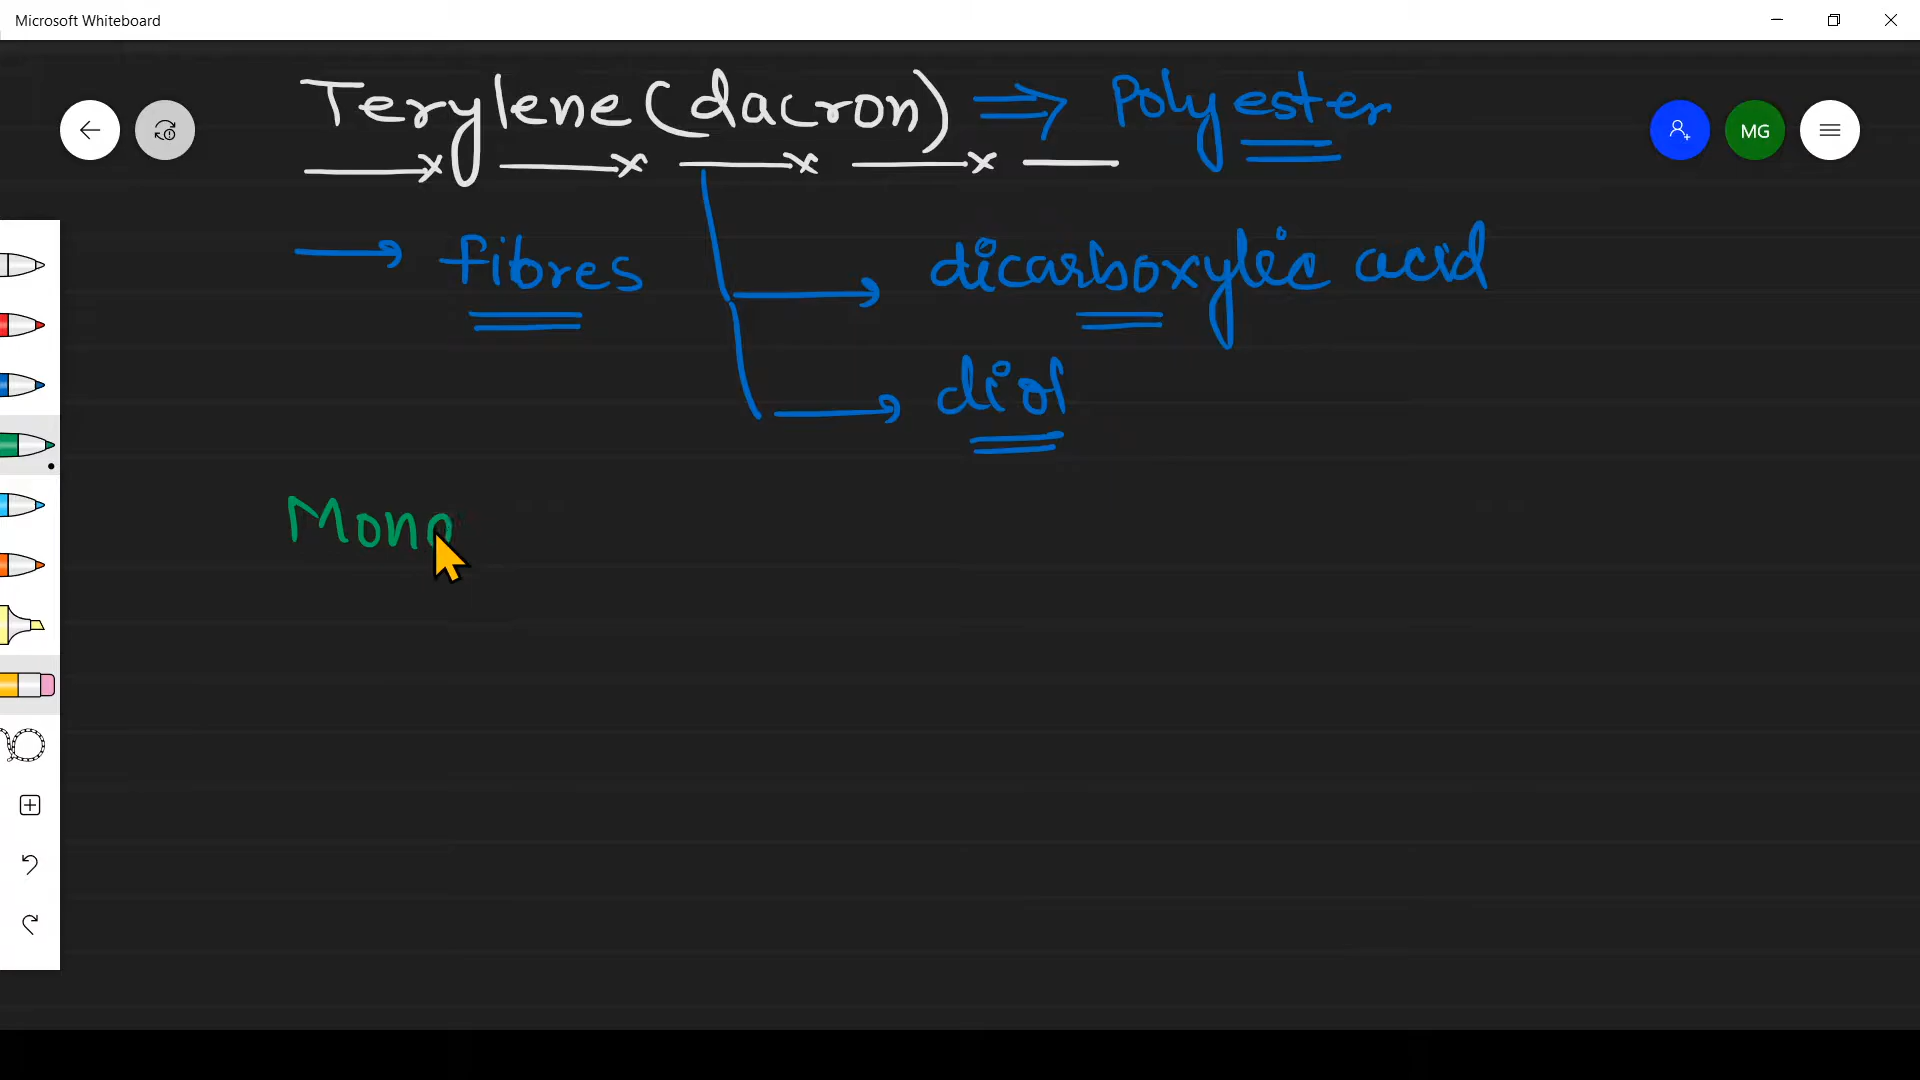 Microsoft Whiteboard
Terylene (dacron) ⇒ Polyester
MG
→ fibres
→ dicarboxylic acid
→ diol
Mono